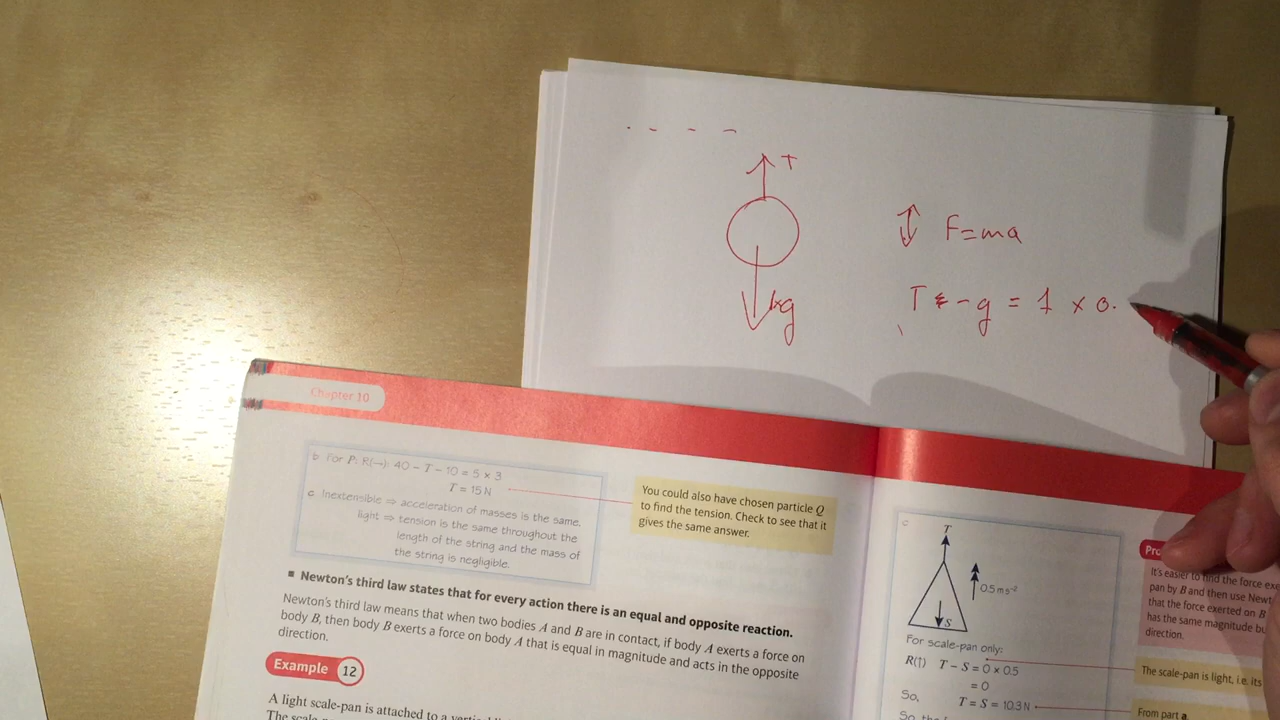 T
kg
F=ma
T - g = 1 x 0.
Chapter 10
b For P: R(→): 40 – T – 10 = 5 × 3
T = 15 N
c Inextensible ⇒ acceleration of masses is the same.
light ⇒ tension is the same throughout the
length of the string and the mass of
the string is negligible.
You could also have chosen particle Q
to find the tension. Check to see that it
gives the same answer.
■ Newton's third law states that for every action there is an equal and opposite reaction.
Newton's third law means that when two bodies A and B are in contact, if body A exerts a force on
body B, then body B exerts a force on body A that is equal in magnitude and acts in the opposite
direction.
Example 12
A light scale-pan is attached to a
The scale-
c
T
0.5 m s⁻²
S
For scale-pan only:
R(↑) T – S = 0 × 0.5
= 0
So, T = S = 10.3 N
So, the
It's easier to find the force
pan by B and then use
that the force exerted on B
has the same magnitude
direction.
The scale-pan is light, i.e. its
From part a